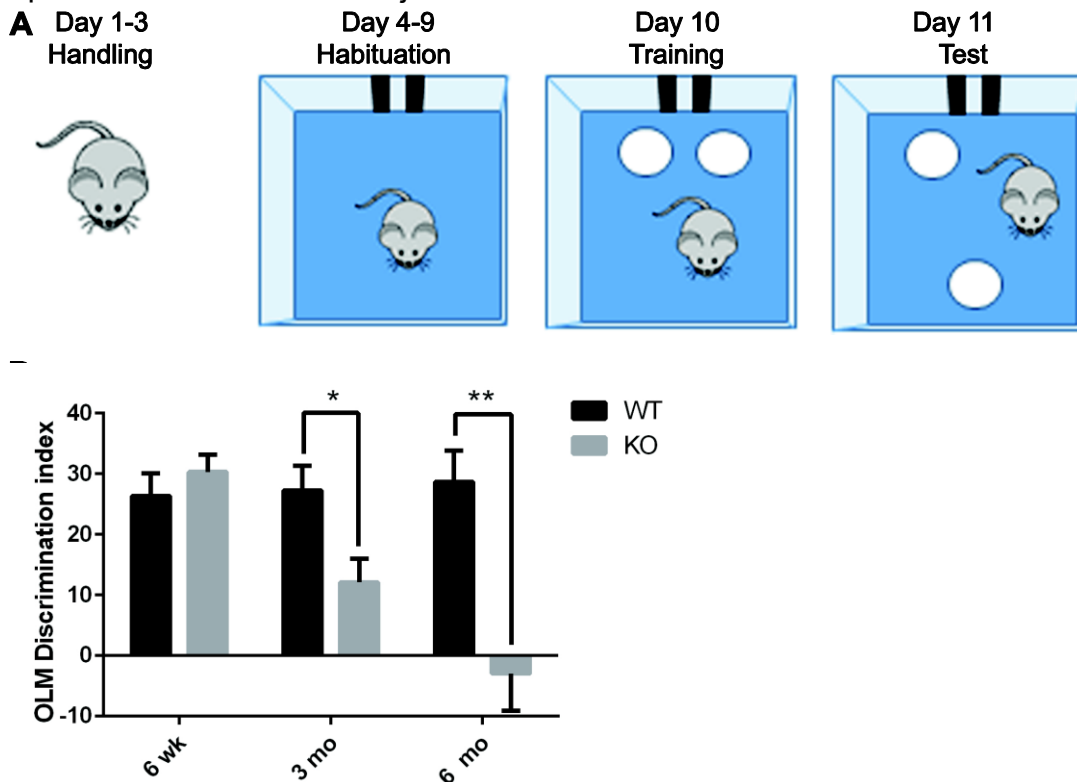 A
Day 1-3
Handling
Day 4-9
Habituation
Day 10
Training
Day 11
Test
OLM Discrimination index
40
30
20
10
0
-10
*
**
WT
KO
6 wk
3 mo
6 mo